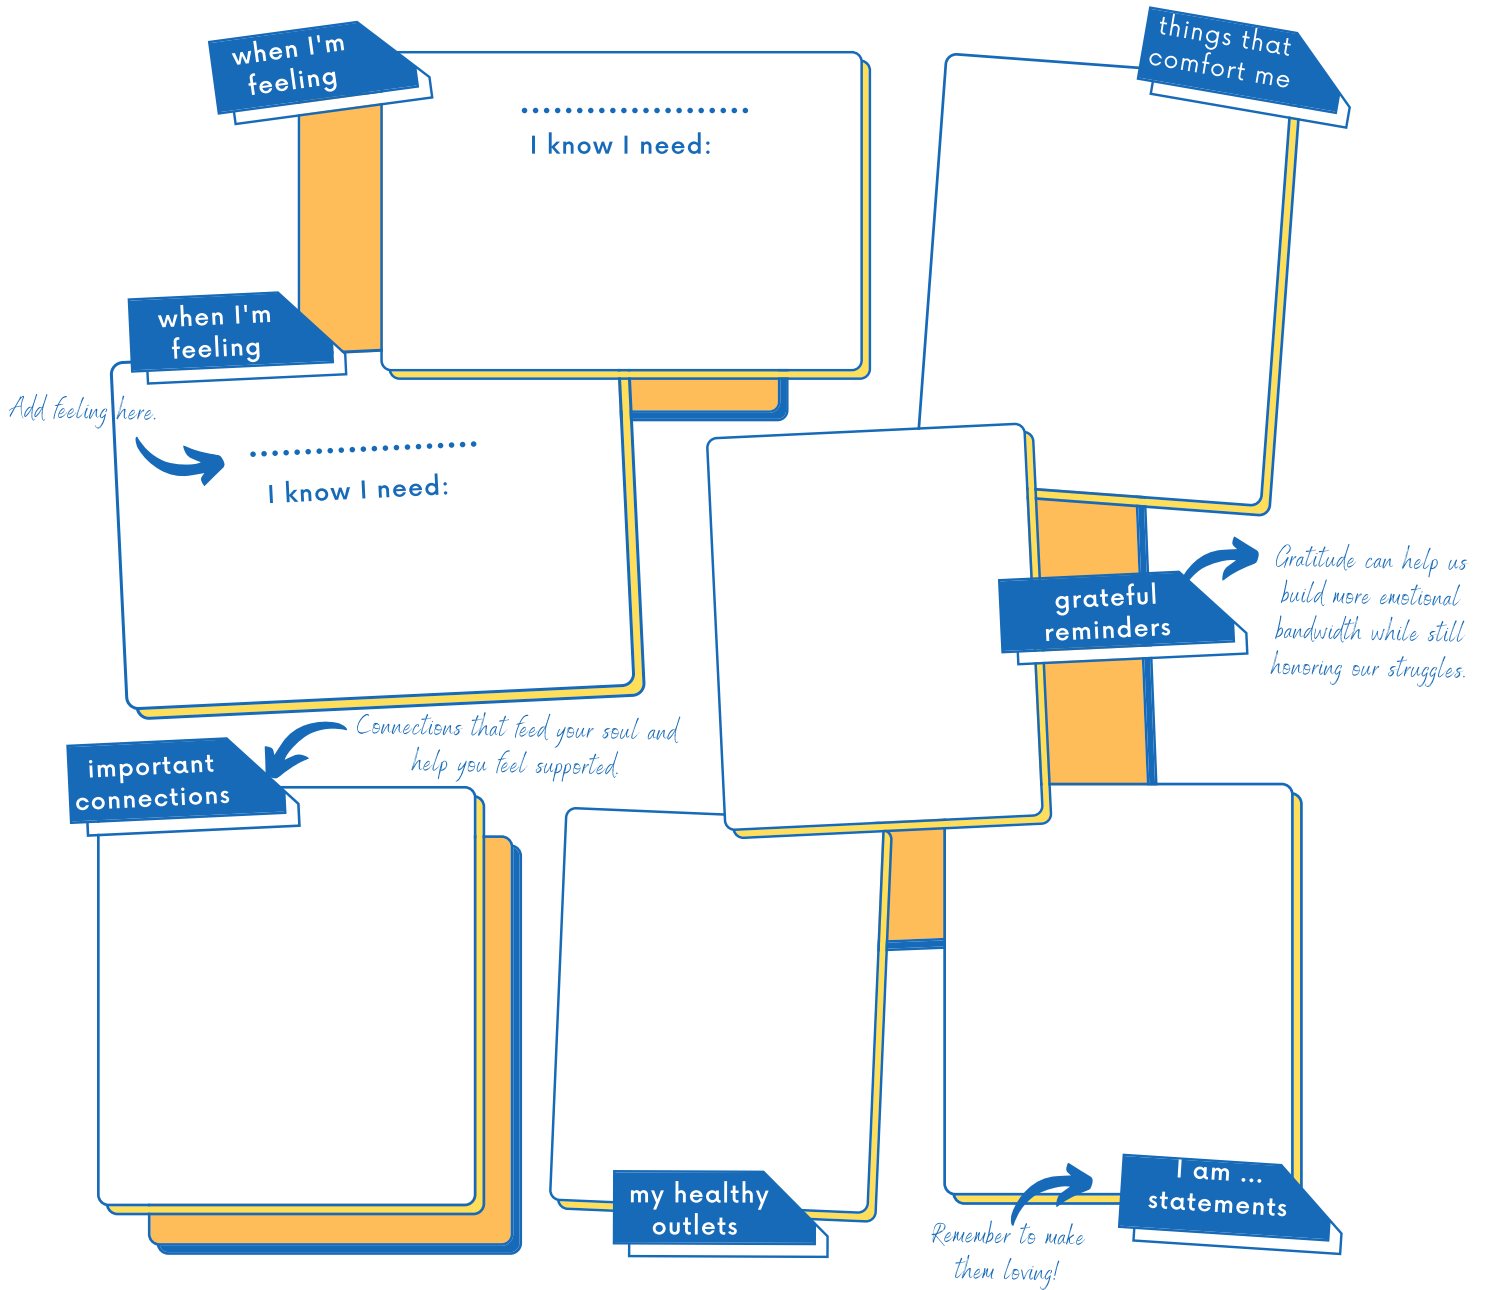 when I'm
feeling
....................
I know I need:
things that
comfort me
when I'm
feeling
Add feeling here.
....................
I know I need:
grateful
reminders
Gratitude can help us
build more emotional
bandwidth while still
honoring our struggles.
important
connections
Connections that feed your soul and
help you feel supported.
my healthy
outlets
I am ...
statements
Remember to make
them loving!